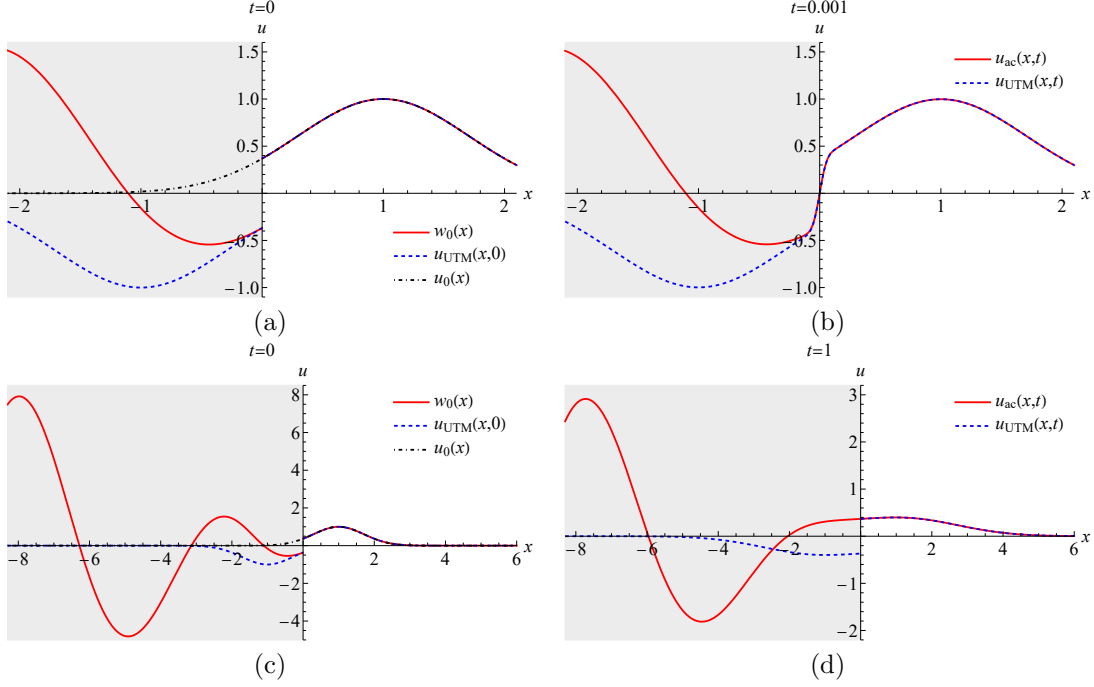 t=0
u
1.5
1.0
0.5
−2 −1 1 2 x
−0.5
−1.0
w0(x)
uUTM(x,0)
u0(x)
(a)
t=0.001
u
1.5
1.0
0.5
−2 −1 1 2 x
−0.5
−1.0
uac(x,t)
uUTM(x,t)
(b)
t=0
u
8
6
4
2
−8 −6 −4 −2 2 4 6 x
−2
−4
w0(x)
uUTM(x,0)
u0(x)
(c)
t=1
u
3
2
1
−8 −6 −4 −2 2 4 6 x
−1
−2
uac(x,t)
uUTM(x,t)
(d)